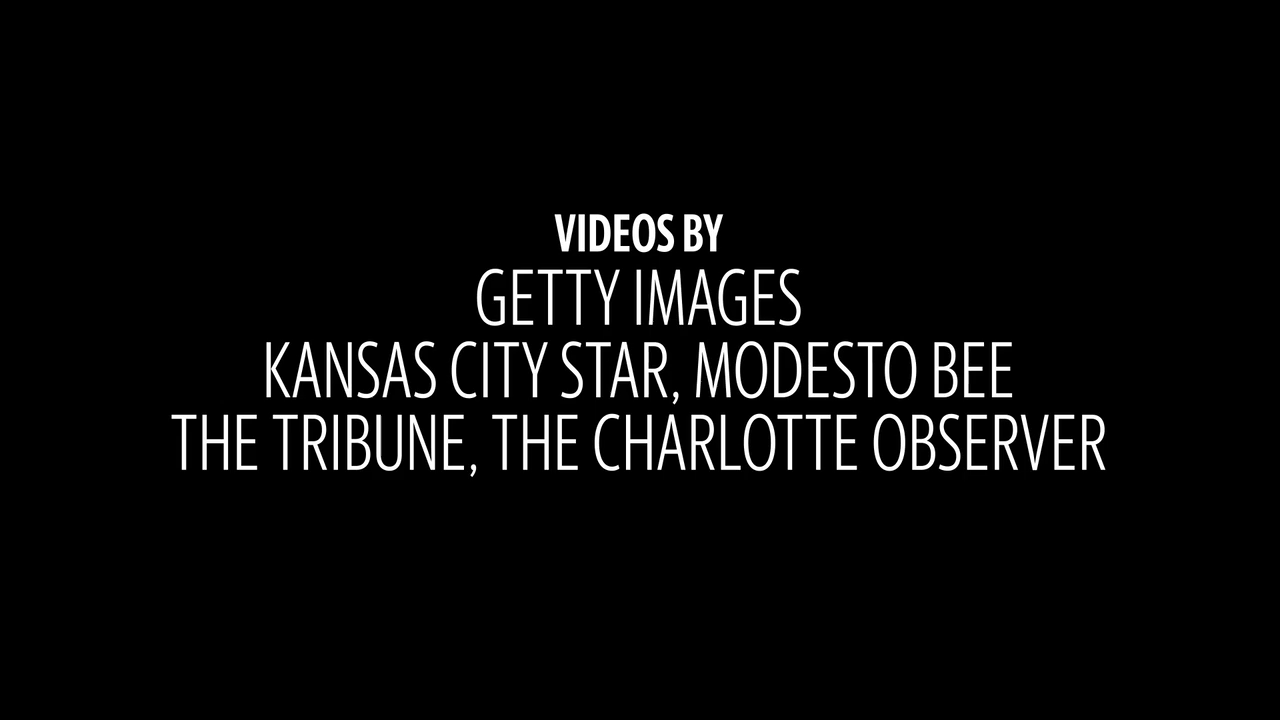 VIDEOS BY
GETTY IMAGES
KANSAS CITY STAR, MODESTO BEE
THE TRIBUNE, THE CHARLOTTE OBSERVER